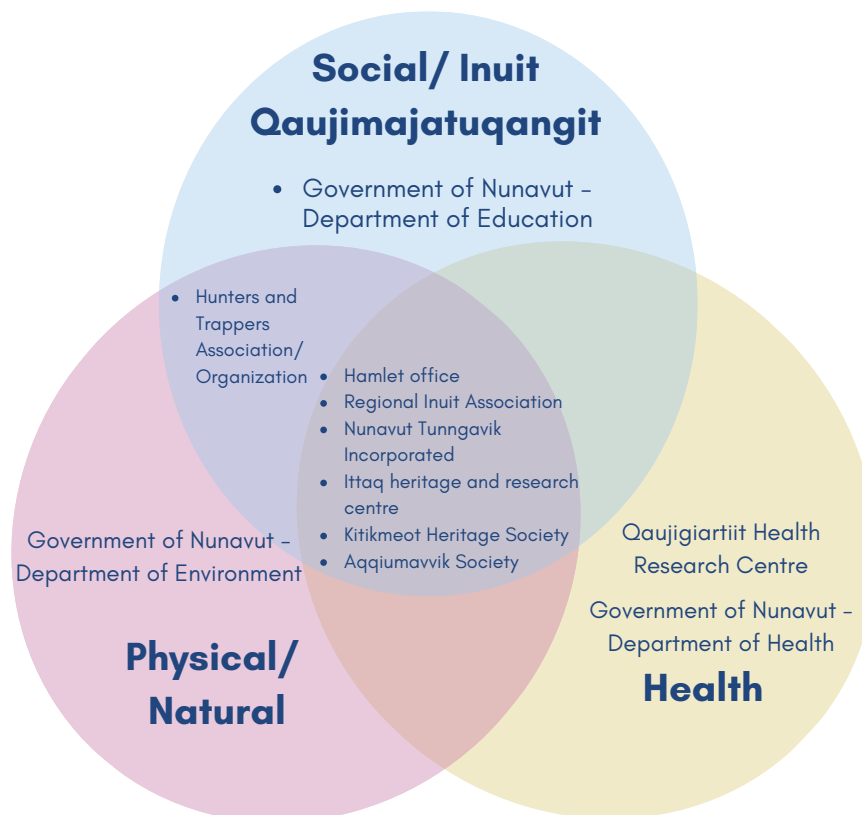 Social/ Inuit
Qaujimajatuqangit
• Government of Nunavut -
Department of Education
• Hunters and
Trappers
Association/
Organization
• Hamlet office
• Regional Inuit Association
• Nunavut Tunngavik
Incorporated
• Ittaq heritage and research
centre
• Kitikmeot Heritage Society
• Aqqiumavvik Society
Government of Nunavut -
Department of Environment
Physical/
Natural
Qaujigiartiit Health
Research Centre
Government of Nunavut -
Department of Health
Health